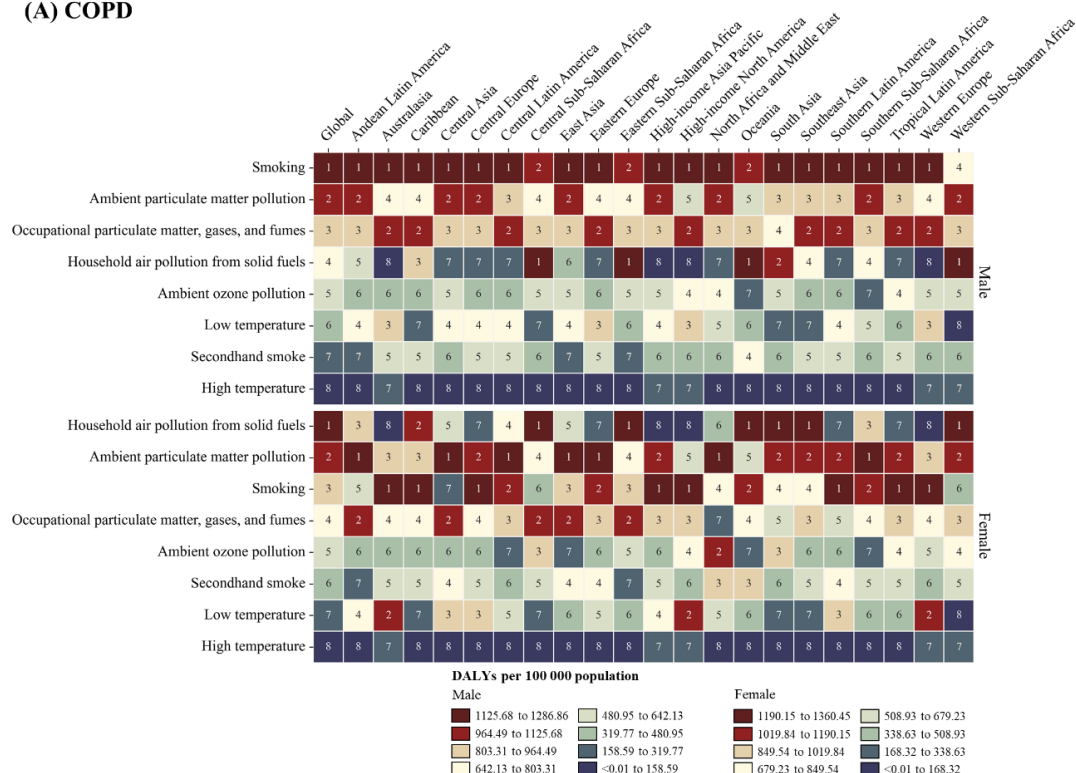 (A) COPD
Global
Andean Latin America
Australasia
Caribbean
Central Asia
Central Europe
Central Latin America
Central Sub-Saharan Africa
East Asia
Eastern Europe
Eastern Sub-Saharan Africa
High-income Asia Pacific
High-income North America
North Africa and Middle East
Oceania
South Asia
Southeast Asia
Southern Latin America
Southern Sub-Saharan Africa
Tropical Latin America
Western Europe
Western Sub-Saharan Africa
Smoking 1 1 1 1 1 1 1 2 1 1 2 1 1 1 2 1 1 1 1 1 1 4
Ambient particulate matter pollution 2 2 4 4 2 2 3 4 2 4 4 2 5 2 5 3 3 3 2 3 4 2
Occupational particulate matter, gases, and fumes 3 3 2 2 3 3 2 3 3 2 3 3 2 3 3 4 2 2 3 2 2 3
Household air pollution from solid fuels 4 5 8 3 7 7 7 1 6 7 1 8 8 7 1 2 4 7 4 7 8 1
Ambient ozone pollution 5 6 6 6 5 6 6 5 5 6 5 5 4 4 7 5 6 6 7 4 5 5
Low temperature 6 4 3 7 4 4 4 7 4 3 6 4 3 5 6 7 7 4 5 6 3 8
Secondhand smoke 7 7 5 5 6 5 5 6 7 5 7 6 6 6 4 6 5 5 6 5 6 6
High temperature 8 8 7 8 8 8 8 8 8 8 8 7 7 8 8 8 8 8 8 8 7 7
Male
Household air pollution from solid fuels 1 3 8 2 5 7 4 1 5 7 1 8 8 6 1 1 1 7 3 7 8 1
Ambient particulate matter pollution 2 1 3 3 1 2 1 4 1 1 4 2 5 1 5 2 2 2 1 2 3 2
Smoking 3 5 1 1 7 1 2 6 3 2 3 1 1 4 2 4 4 1 2 1 1 6
Occupational particulate matter, gases, and fumes 4 2 4 4 2 4 3 2 2 3 2 3 3 7 4 5 3 5 4 3 4 3
Ambient ozone pollution 5 6 6 6 6 6 7 3 7 6 5 6 4 2 7 3 6 6 7 4 5 4
Secondhand smoke 6 7 5 5 4 5 6 5 4 4 7 5 6 3 3 6 5 4 5 5 6 5
Low temperature 7 4 2 7 3 3 5 7 6 5 6 4 2 5 6 7 7 3 6 6 2 8
High temperature 8 8 7 8 8 8 8 8 8 8 8 7 7 8 8 8 8 8 8 8 7 7
Female
DALYs per 100 000 population
Male
1125.68 to 1286.86 480.95 to 642.13
964.49 to 1125.68 319.77 to 480.95
803.31 to 964.49 158.59 to 319.77
642.13 to 803.31 <0.01 to 158.59
Female
1190.15 to 1360.45 508.93 to 679.23
1019.84 to 1190.15 338.63 to 508.93
849.54 to 1019.84 168.32 to 338.63
679.23 to 849.54 <0.01 to 168.32